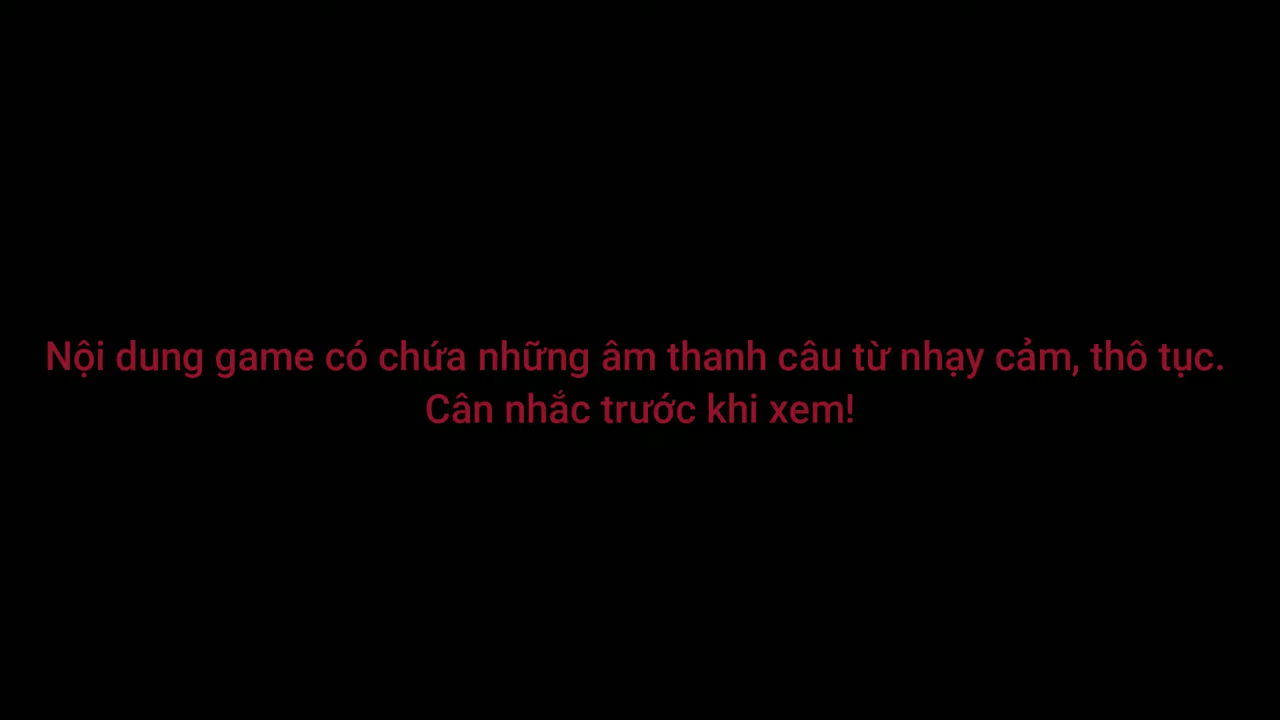 Nội dung game có chứa những âm thanh câu từ nhạy cảm, thô tục.
Cân nhắc trước khi xem!